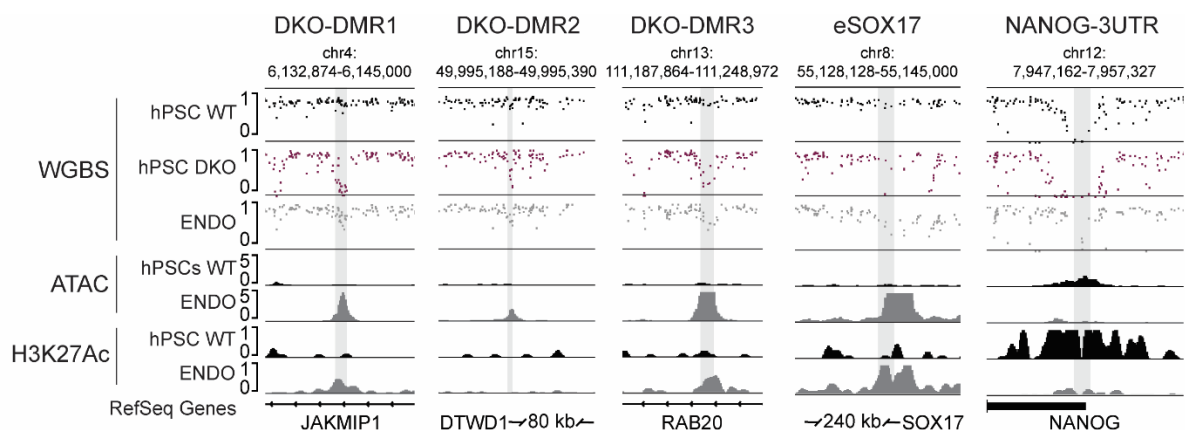 DKO-DMR1 DKO-DMR2 DKO-DMR3 eSOX17 NANOG-3UTR
chr4: chr15: chr13: chr8: chr12:
6,132,874-6,145,000 49,995,188-49,995,390 111,187,864-111,248,972 55,128,128-55,145,000 7,947,162-7,957,327
WGBS
hPSC WT 1 0
hPSC DKO 1 0
ENDO 1 0
ATAC
hPSCs WT 5 0
ENDO 5 0
H3K27Ac
hPSC WT 1 0
ENDO 1 0
RefSeq Genes
JAKMIP1 DTWD1 80 kb RAB20 240 kb SOX17 NANOG